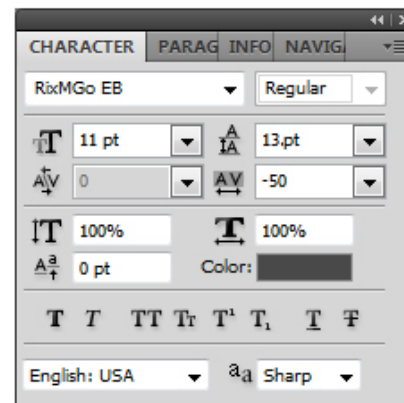 CHARACTER PARAG INFO NAVIG
RixMGo EB Regular
11 pt 13.pt
0 -50
100% 100%
0 pt Color:
T T TT Tr T¹ T₁ T T
English: USA aa Sharp